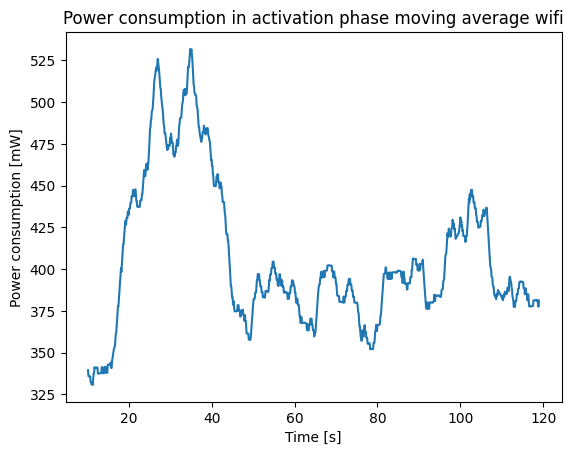 Power consumption in activation phase moving average wifi
Power consumption [mW]
525
500
475
450
425
400
375
350
325
20 40 60 80 100 120
Time [s]